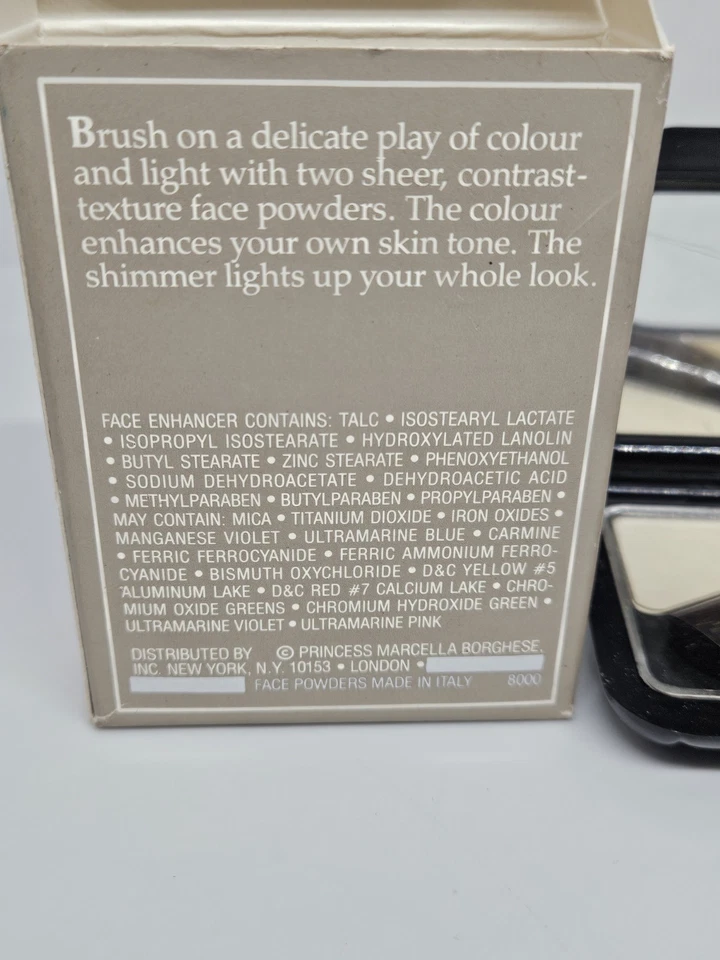 Brush on a delicate play of colour
and light with two sheer, contrast-
texture face powders. The colour
enhances your own skin tone. The
shimmer lights up your whole look.
FACE ENHANCER CONTAINS: TALC • ISOSTEARYL LACTATE
• ISOPROPYL ISOSTEARATE • HYDROXYLATED LANOLIN
• BUTYL STEARATE • ZINC STEARATE • PHENOXYETHANOL
• SODIUM DEHYDROACETATE • DEHYDROACETIC ACID
• METHYLPARABEN • BUTYLPARABEN • PROPYLPARABEN •
MAY CONTAIN: MICA • TITANIUM DIOXIDE • IRON OXIDES •
MANGANESE VIOLET • ULTRAMARINE BLUE • CARMINE
• FERRIC FERROCYANIDE • FERRIC AMMONIUM FERRO-
CYANIDE • BISMUTH OXYCHLORIDE • D&C YELLOW #5
ALUMINUM LAKE • D&C RED #7 CALCIUM LAKE • CHRO-
MIUM OXIDE GREENS • CHROMIUM HYDROXIDE GREEN •
ULTRAMARINE VIOLET • ULTRAMARINE PINK
DISTRIBUTED BY © PRINCESS MARCELLA BORGHESE,
INC. NEW YORK, N.Y. 10153 • LONDON •
FACE POWDERS MADE IN ITALY 8000